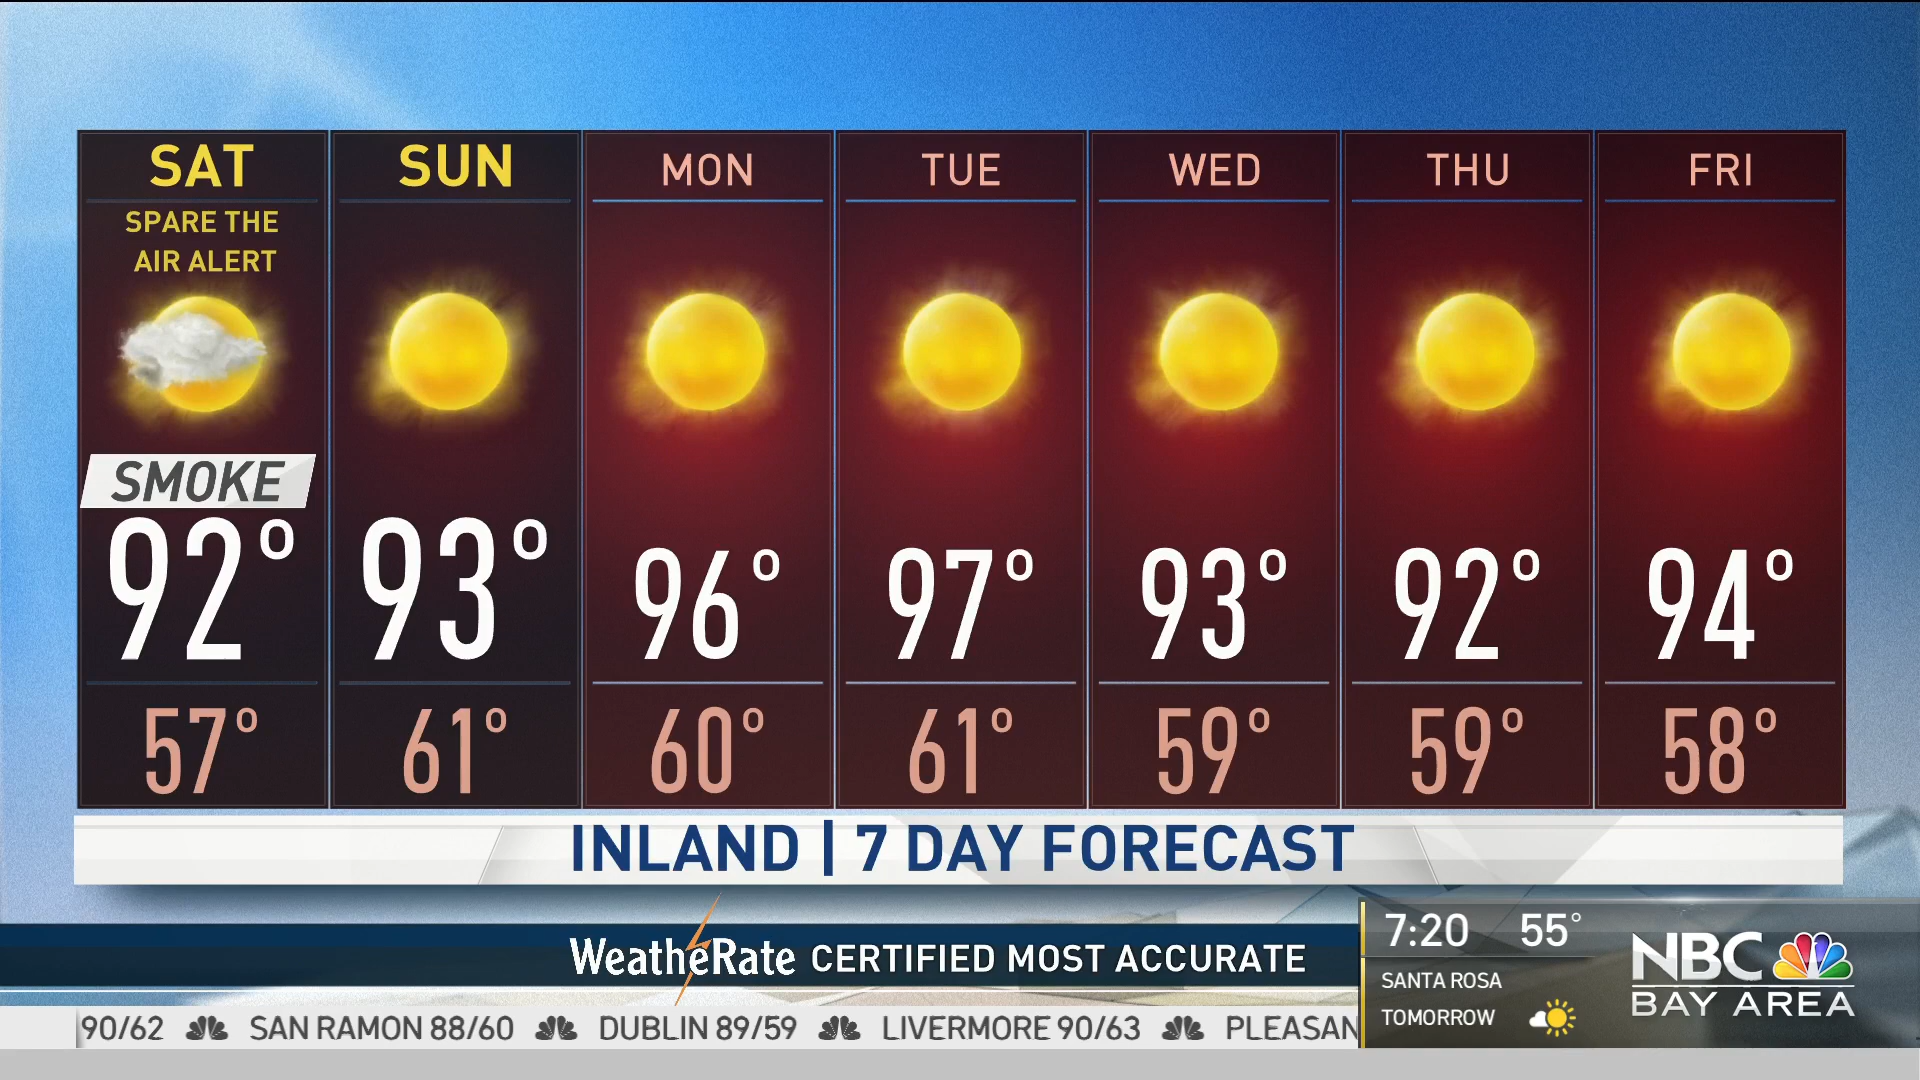 SAT
SPARE THE
AIR ALERT
SMOKE
92°
57°
SUN
93°
61°
MON
96°
60°
TUE
97°
61°
WED
93°
59°
THU
92°
59°
FRI
94°
58°
INLAND | 7 DAY FORECAST
WeatheRate CERTIFIED MOST ACCURATE
7:20 55°
SANTA ROSA
TOMORROW
NBC
BAY AREA
90/62 SAN RAMON 88/60 DUBLIN 89/59 LIVERMORE 90/63 PLEASAN